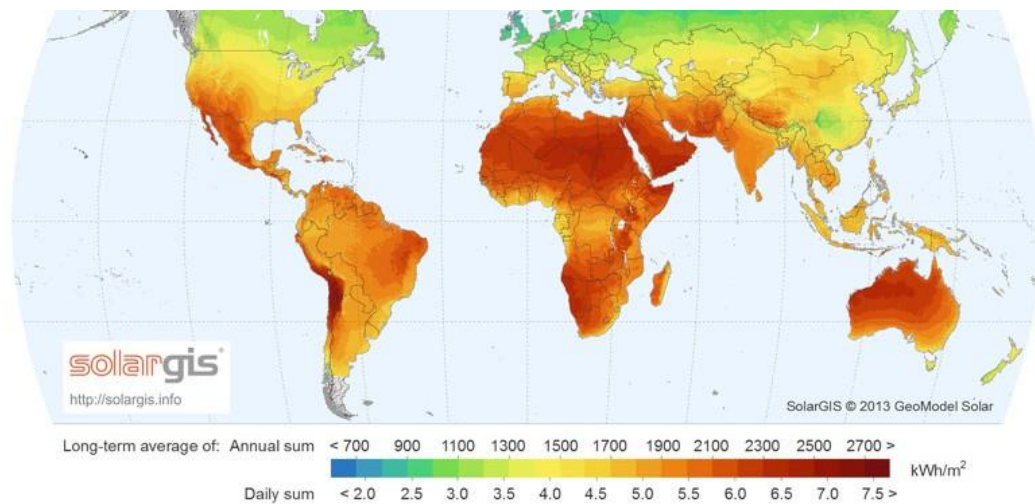 solargis®
http://solargis.info
SolarGIS © 2013 GeoModel Solar
Long-term average of: Annual sum < 700 900 1100 1300 1500 1700 1900 2100 2300 2500 2700 >
kWh/m²
Daily sum < 2.0 2.5 3.0 3.5 4.0 4.5 5.0 5.5 6.0 6.5 7.0 7.5 >